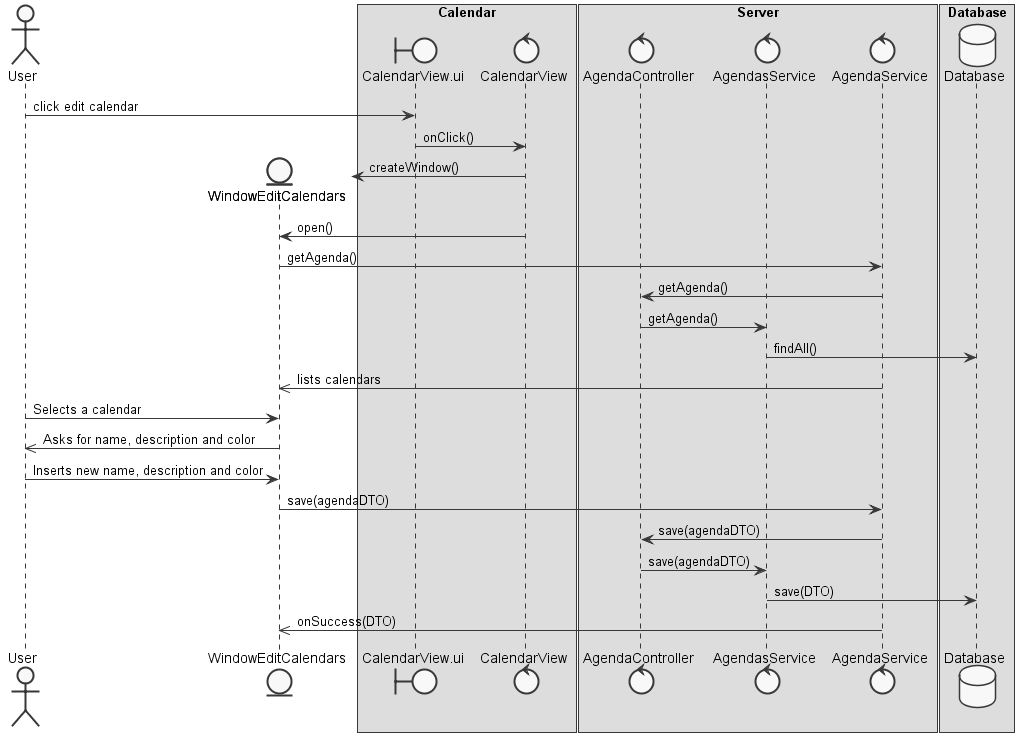 Calendar
Server
Database
User
CalendarView.ui
CalendarView
AgendaController
AgendasService
AgendaService
Database
click edit calendar
onClick()
createWindow()
WindowEditCalendars
open()
getAgenda()
getAgenda()
getAgenda()
findAll()
lists calendars
Selects a calendar
Asks for name, description and color
Inserts new name, description and color
save(agendaDTO)
save(agendaDTO)
save(agendaDTO)
save(DTO)
onSuccess(DTO)
User
WindowEditCalendars
CalendarView.ui
CalendarView
AgendaController
AgendasService
AgendaService
Database